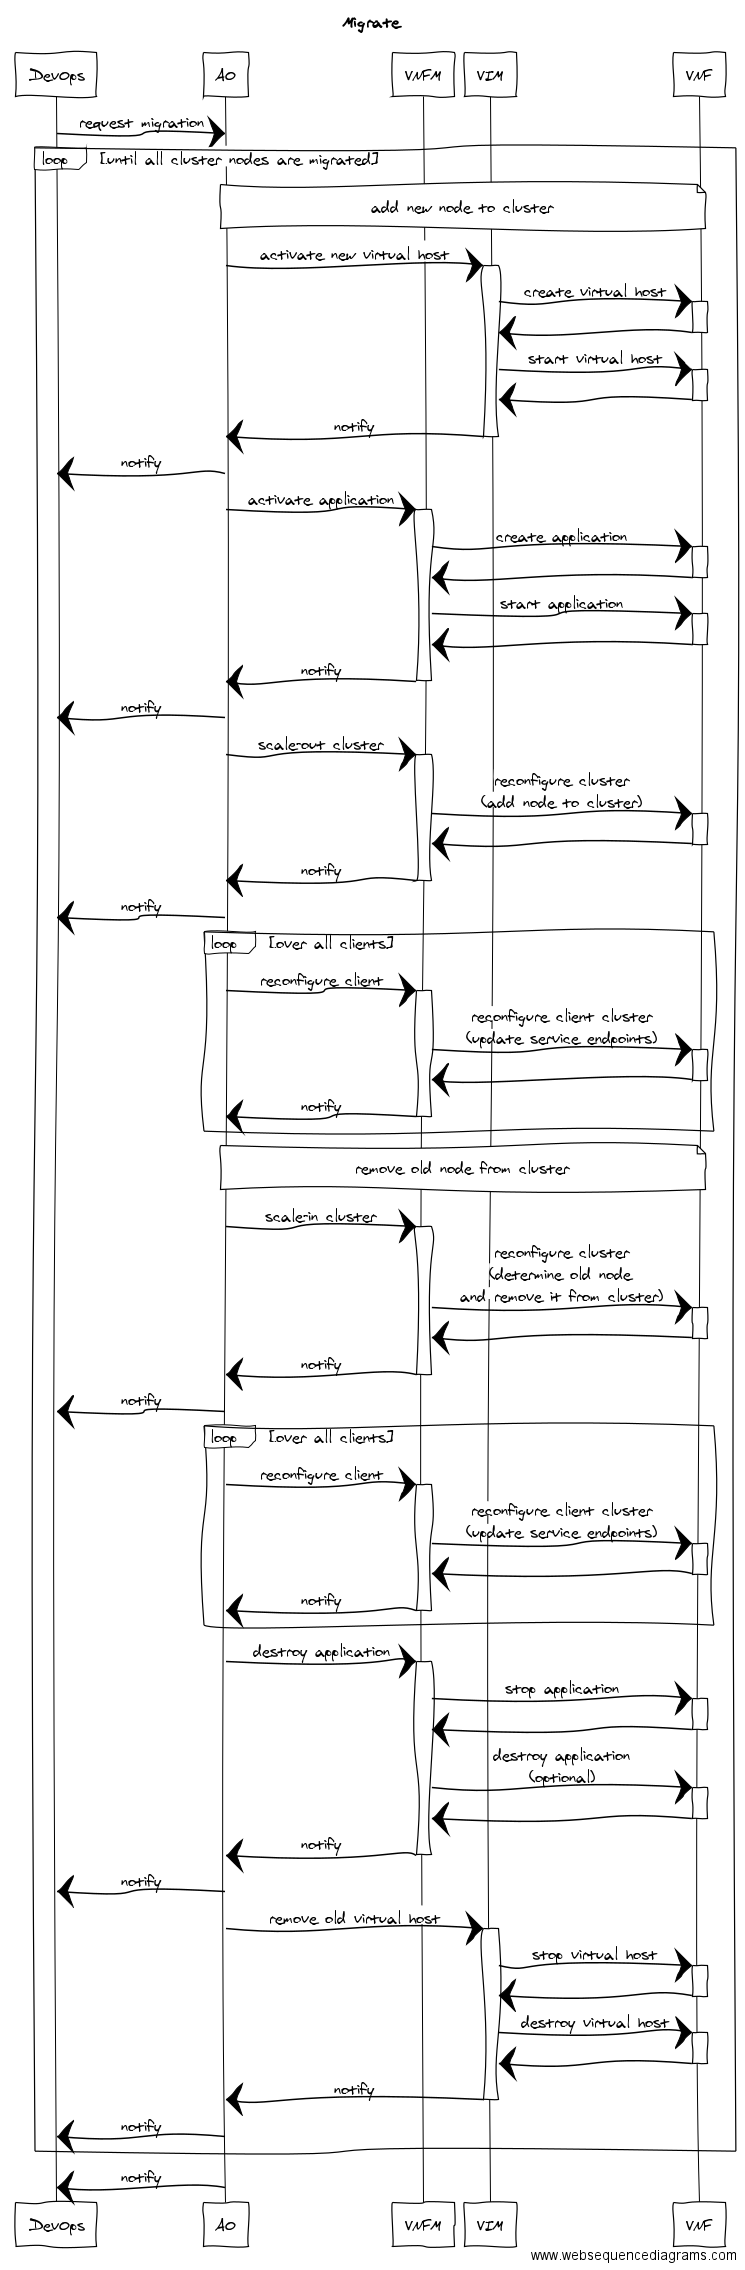 Migrate
DevOps
AO
VNFM
VIM
VNF
request migration
loop
[until all cluster nodes are migrated]
add new node to cluster
activate new virtual host
create virtual host
start virtual host
notify
notify
activate application
create application
start application
notify
notify
scale-out cluster
reconfigure cluster
(add node to cluster)
notify
notify
loop
[over all clients]
reconfigure client
reconfigure client cluster
(update service endpoints)
notify
remove old node from cluster
scale-in cluster
reconfigure cluster
(determine old node
and remove it from cluster)
notify
notify
loop
[over all clients]
reconfigure client
reconfigure client cluster
(update service endpoints)
notify
destroy application
stop application
destroy application
(optional)
notify
notify
remove old virtual host
stop virtual host
destroy virtual host
notify
notify
notify
DevOps
AO
VNFM
VIM
VNF
www.websequencediagrams.com